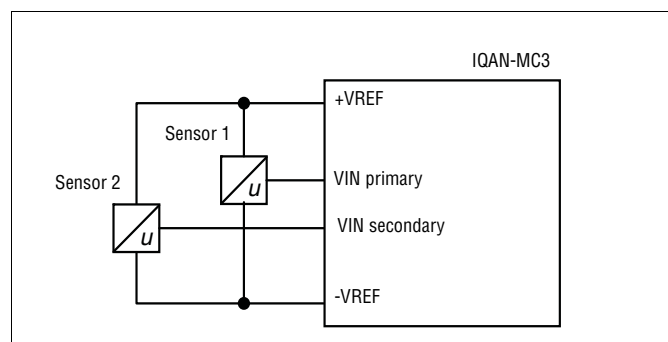 IQAN-MC3
+VREF
Sensor 1
VIN primary
Sensor 2
u
VIN secondary
u
-VREF